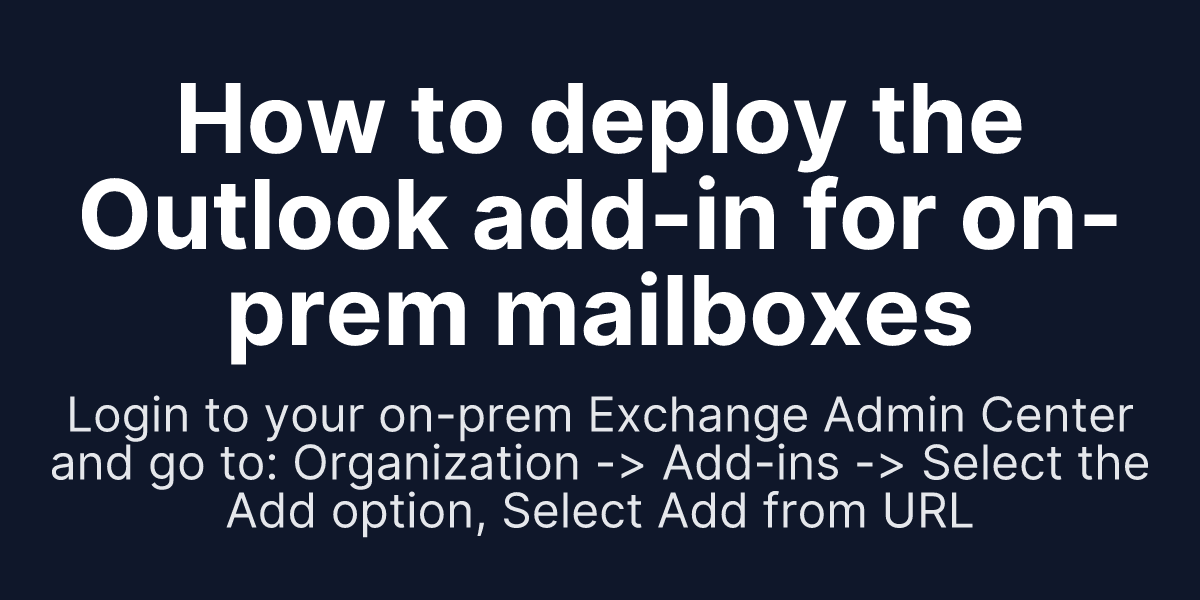 How to deploy the
Outlook add-in for on-
prem mailboxes
Login to your on-prem Exchange Admin Center
and go to: Organization -> Add-ins -> Select the
Add option, Select Add from URL